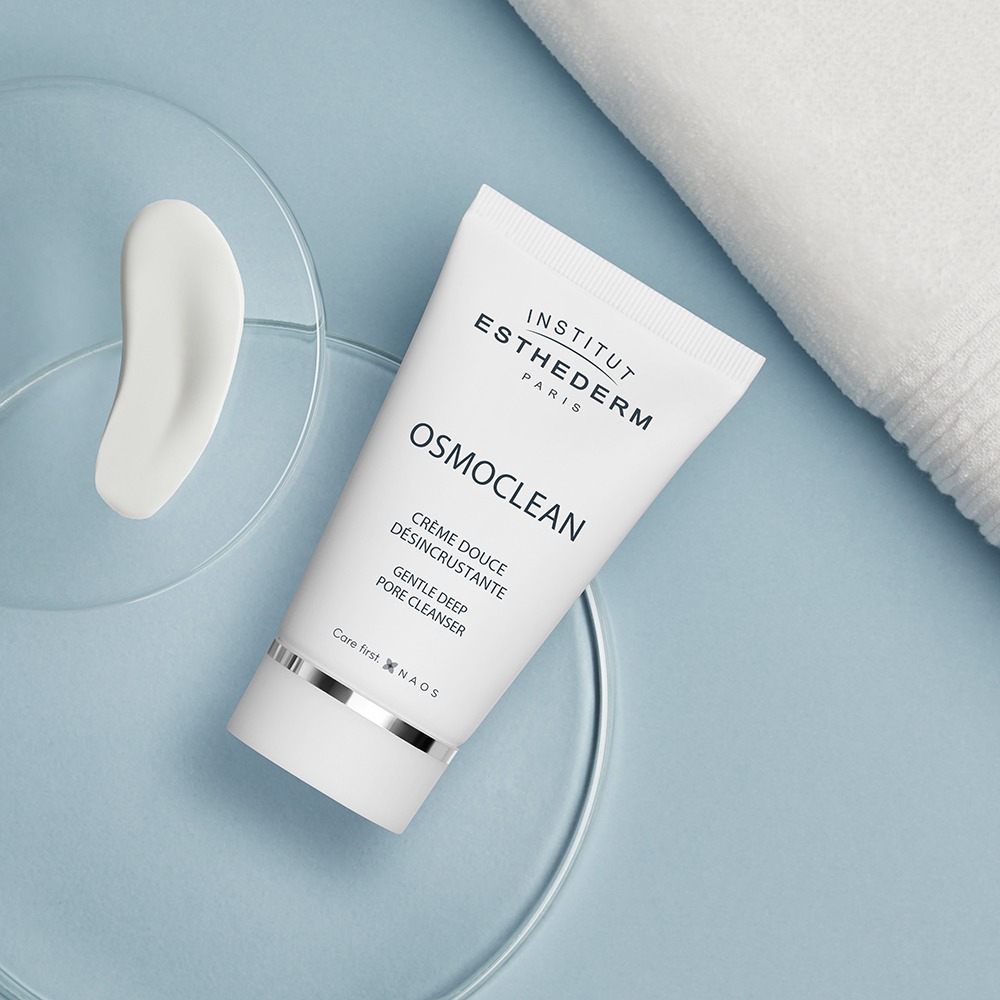 INSTITUT
ESTHEDERM
PARIS
OSMOCLEAN
CRÈME DOUCE
DÉSINCRUSTANTE
GENTLE DEEP
PORE CLEANSER
Care first. NAOS